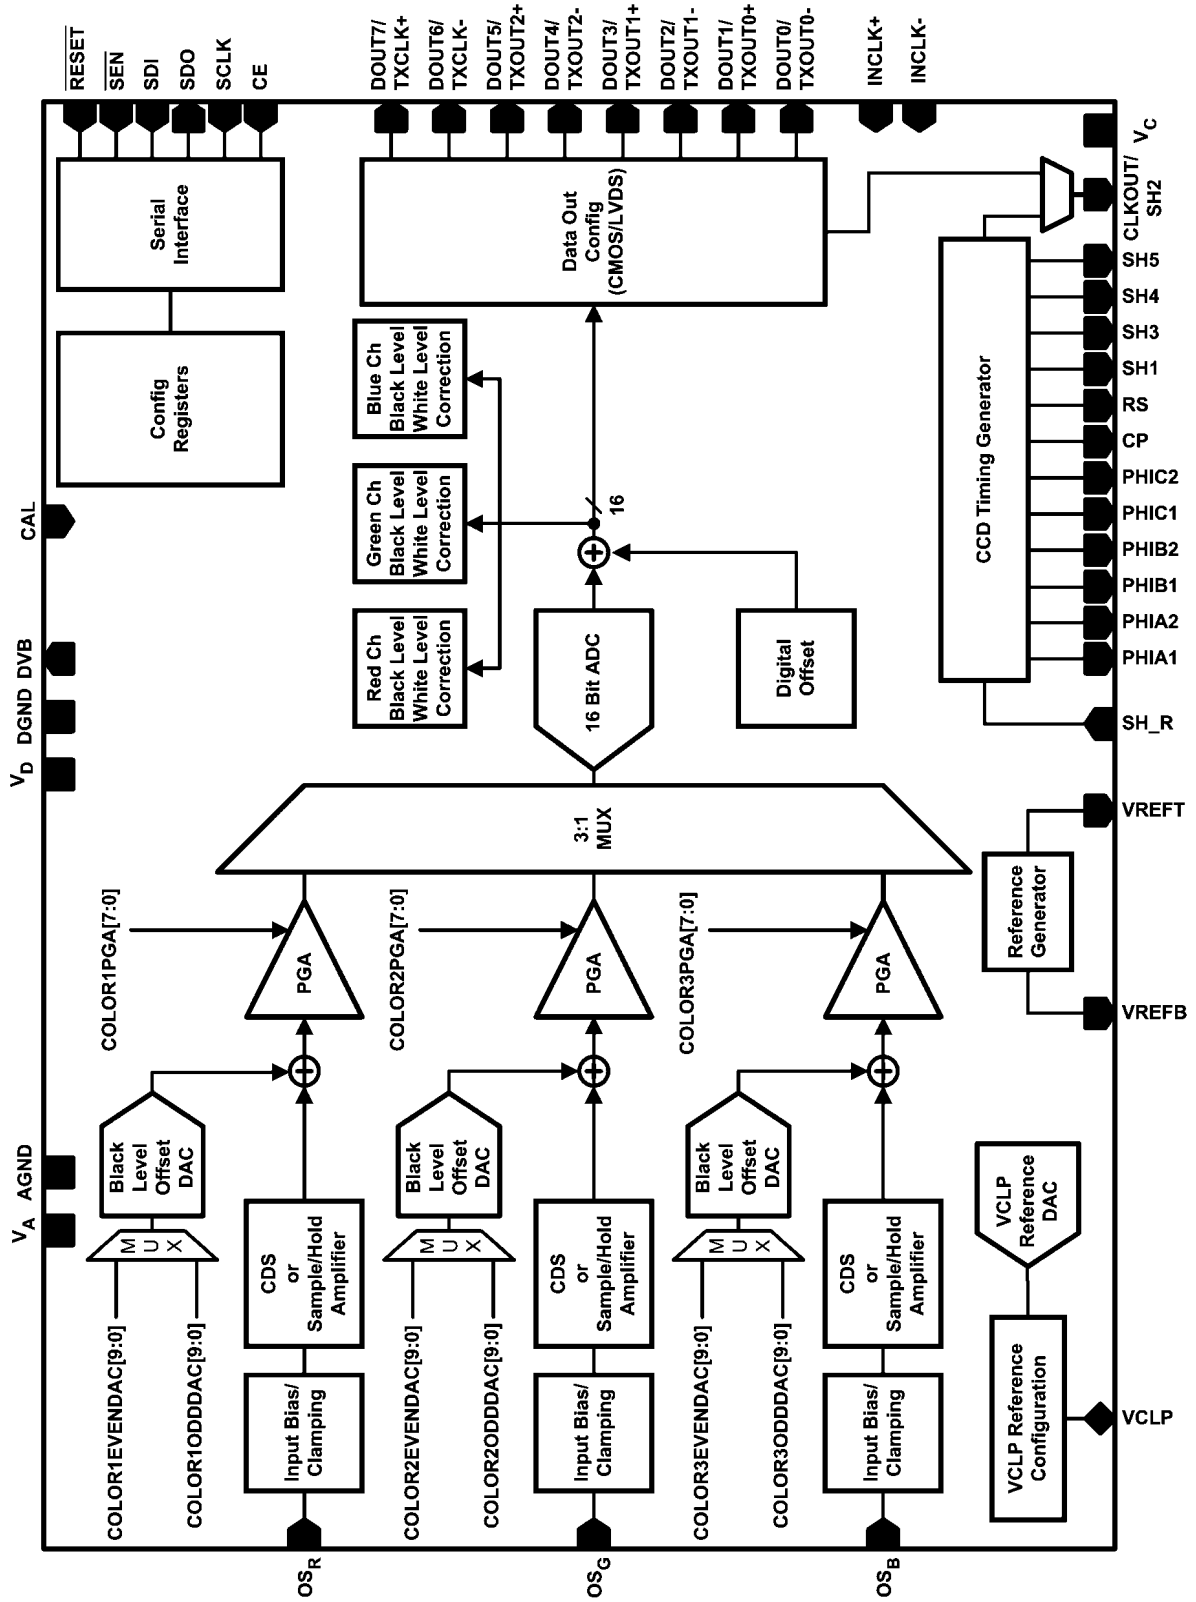 RESET
SEN
SDI
SDO
SCLK
CE
DOUT7/
TXCLK+
DOUT6/
TXCLK-
DOUT5/
TXOUT2+
DOUT4/
TXOUT2-
DOUT3/
TXOUT1+
DOUT2/
TXOUT1-
DOUT1/
TXOUT0+
DOUT0/
TXOUT0-
INCLK+
INCLK-
Serial
Interface
Config
Registers
Data Out
Config
(CMOS/LVDS)
Blue Ch
Black Level
White Level
Correction
Green Ch
Black Level
White Level
Correction
Red Ch
Black Level
White Level
Correction
16
16 Bit ADC
Digital
Offset
CCD Timing Generator
VC
CLKOUT/
SH2
SH5
SH4
SH3
SH1
RS
CP
PHIC2
PHIC1
PHIB2
PHIB1
PHIA2
PHIA1
SH_R
CAL
DVB
DGND
VD
AGND
VA
3:1
MUX
COLOR1PGA[7:0]
PGA
COLOR2PGA[7:0]
PGA
COLOR3PGA[7:0]
PGA
Reference
Generator
VREFT
VREFB
Black
Level
Offset
DAC
MUX
COLOR1EVENDAC[9:0]
COLOR1ODDDAC[9:0]
CDS
or
Sample/Hold
Amplifier
Input Bias/
Clamping
OSR
Black
Level
Offset
DAC
MUX
COLOR2EVENDAC[9:0]
COLOR2ODDDAC[9:0]
CDS
or
Sample/Hold
Amplifier
Input Bias/
Clamping
OSG
Black
Level
Offset
DAC
MUX
COLOR3EVENDAC[9:0]
COLOR3ODDDAC[9:0]
CDS
or
Sample/Hold
Amplifier
Input Bias/
Clamping
OSB
VCLP
Reference
DAC
VCLP Reference
Configuration
VCLP